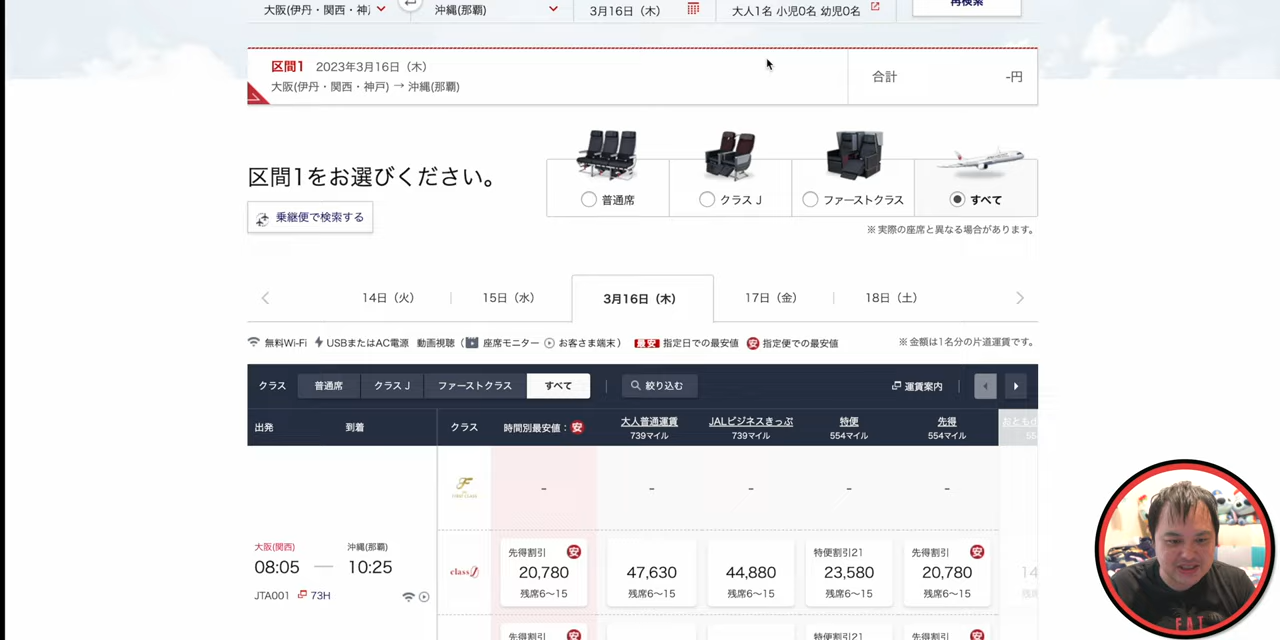 大阪(伊丹・関西・神戸) 沖縄(那覇) 3月16日（木） 大人1名 小児0名 幼児0名 再検索
区間1 2023年3月16日（木）
大阪(伊丹・関西・神戸) → 沖縄(那覇)
合計 -円
区間1をお選びください。
乗継便で検索する
普通席 クラス J ファーストクラス すべて
※ 実際の座席と異なる場合があります。
14日（火） 15日（水） 3月16日（木） 17日（金） 18日（土）
無料Wi-Fi USBまたはAC電源 動画視聴（ 座席モニター お客さま端末） 最安 指定日での最安値 安 指定便での最安値 ※ 金額は1名分の片道運賃です。
クラス 普通席 クラス J ファーストクラス すべて 絞り込む 運賃案内
出発 到着 クラス 時間別最安値： 安 大人普通運賃 JALビジネスきっぷ 特便 先得
739マイル 739マイル 554マイル 554マイル
F FIRST CLASS - - - - -
大阪(関西) 沖縄(那覇)
08:05 — 10:25
JTA001 73H
class J
先得割引 安 20,780 残席6～15
47,630 残席6～15
44,880 残席6～15
特便割引21 23,580 残席6～15
先得割引 安 20,780 残席6～15
先得割引 安 特便割引21 先得割引 安
FAT